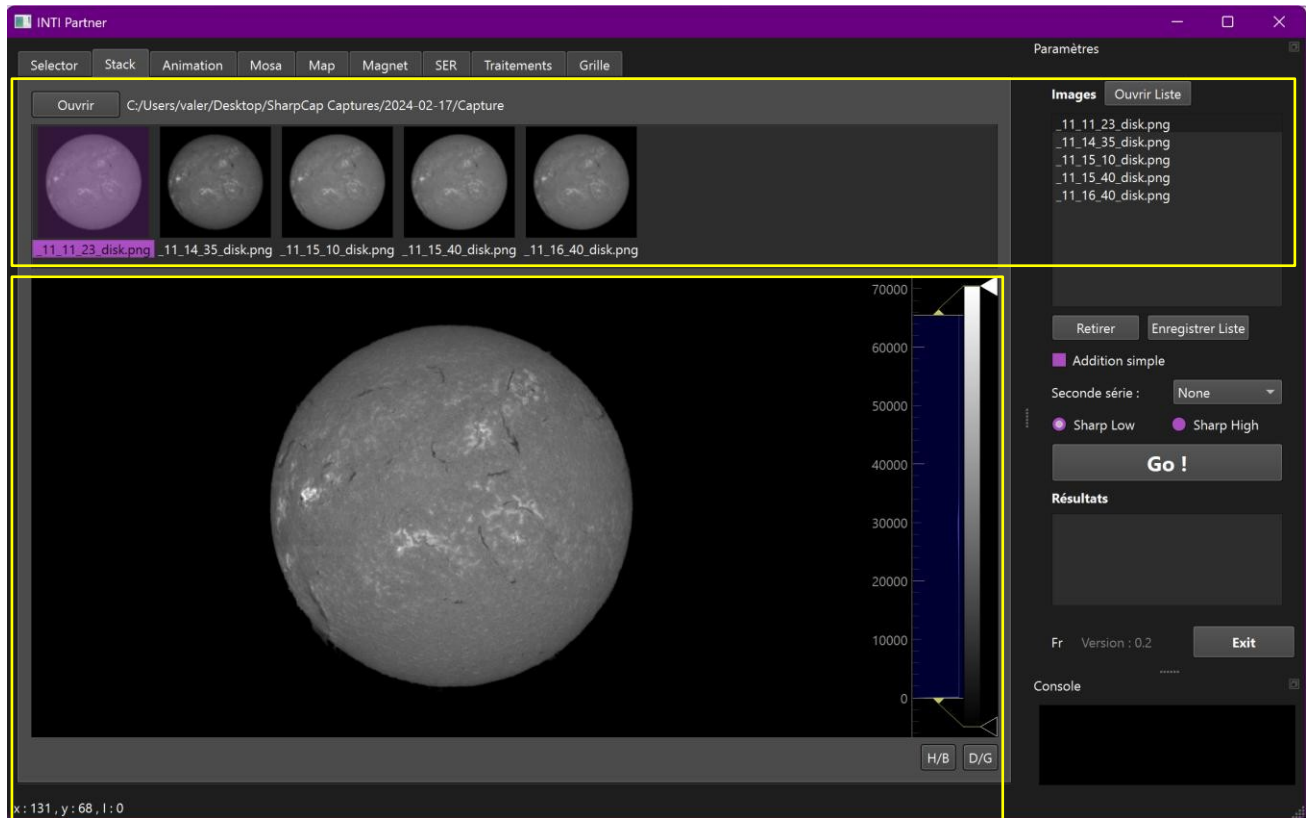 INTI Partner
Selector Stack Animation Mosa Map Magnet SER Traitements Grille
Ouvrir C:/Users/valer/Desktop/SharpCap Captures/2024-02-17/Capture
_11_11_23_disk.png _11_14_35_disk.png _11_15_10_disk.png _11_15_40_disk.png _11_16_40_disk.png
70000
60000
50000
40000
30000
20000
10000
0
H/B D/G
x : 131 , y : 68 , I : 0
Paramètres
Images Ouvrir Liste
_11_11_23_disk.png
_11_14_35_disk.png
_11_15_10_disk.png
_11_15_40_disk.png
_11_16_40_disk.png
Retirer Enregistrer Liste
Addition simple
Seconde série : None
Sharp Low Sharp High
Go !
Résultats
Fr Version : 0.2 Exit
Console